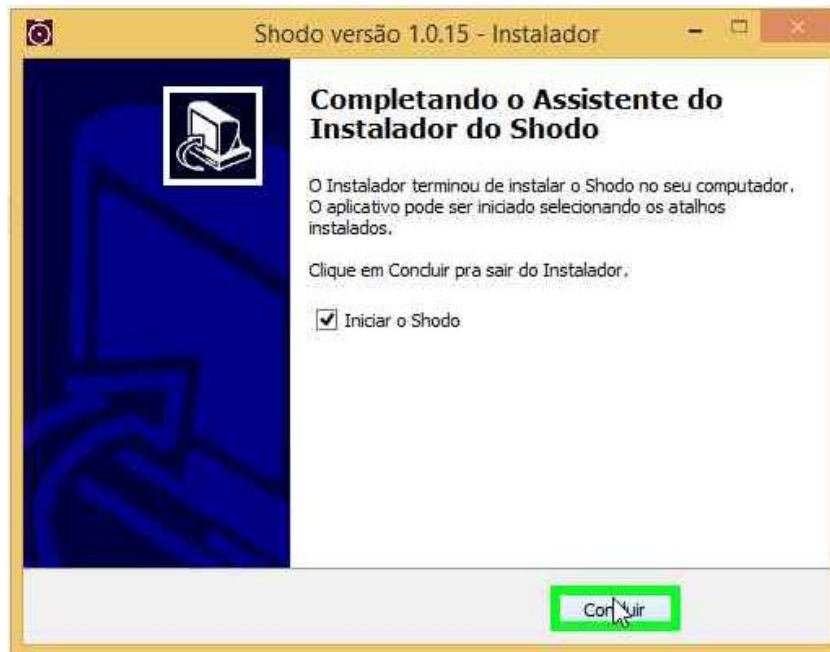 Shodo versão 1.0.15 - Instalador
Completando o Assistente do
Instalador do Shodo
O Instalador terminou de instalar o Shodo no seu computador.
O aplicativo pode ser iniciado selecionando os atalhos
instalados.
Clique em Concluir pra sair do Instalador.
Iniciar o Shodo
Concluir